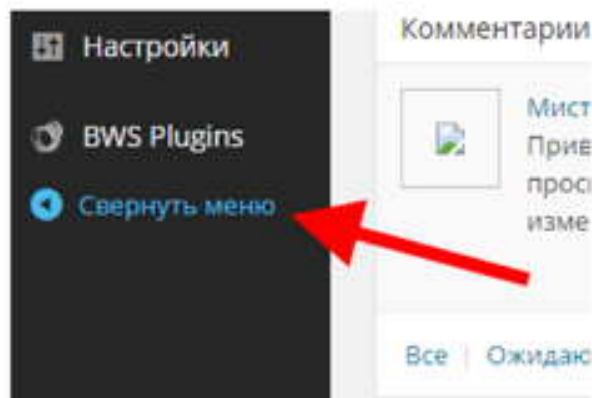 Настройки
BWS Plugins
Свернуть меню
Комментарии
Мист
Прив
прос
изме
Все | Ожидаю